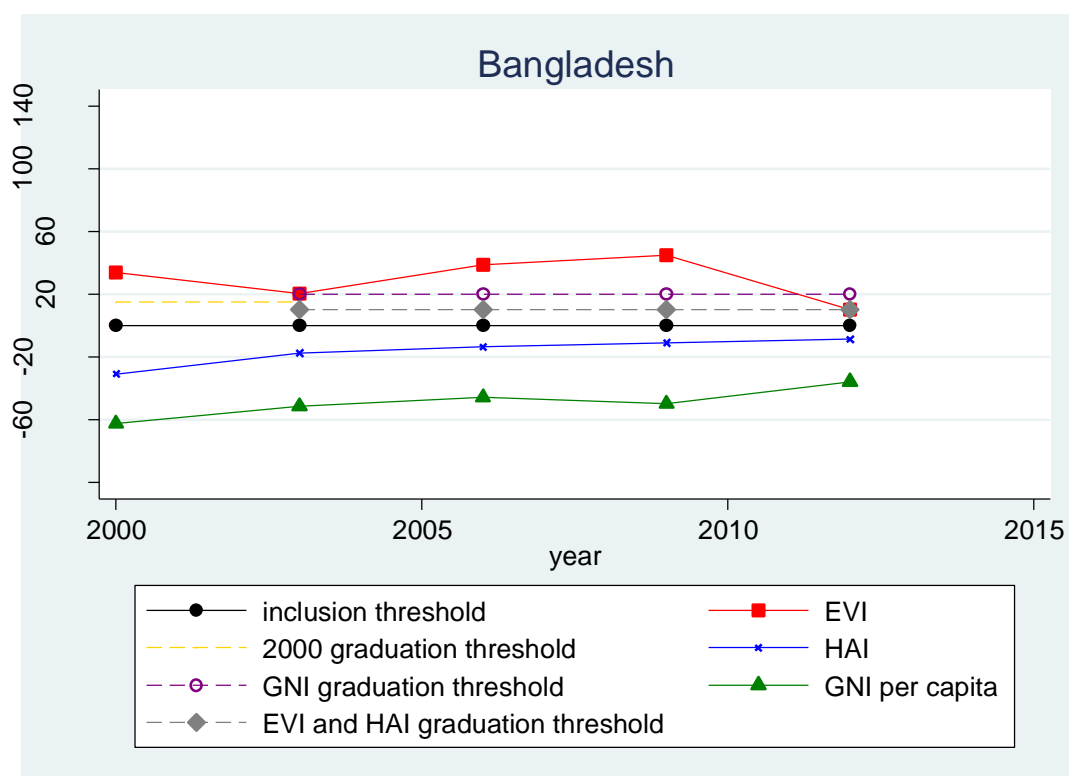 Bangladesh
140
100
60
20
-20
-60
2000 2005 2010 2015
year
inclusion threshold EVI
2000 graduation threshold HAI
GNI graduation threshold GNI per capita
EVI and HAI graduation threshold